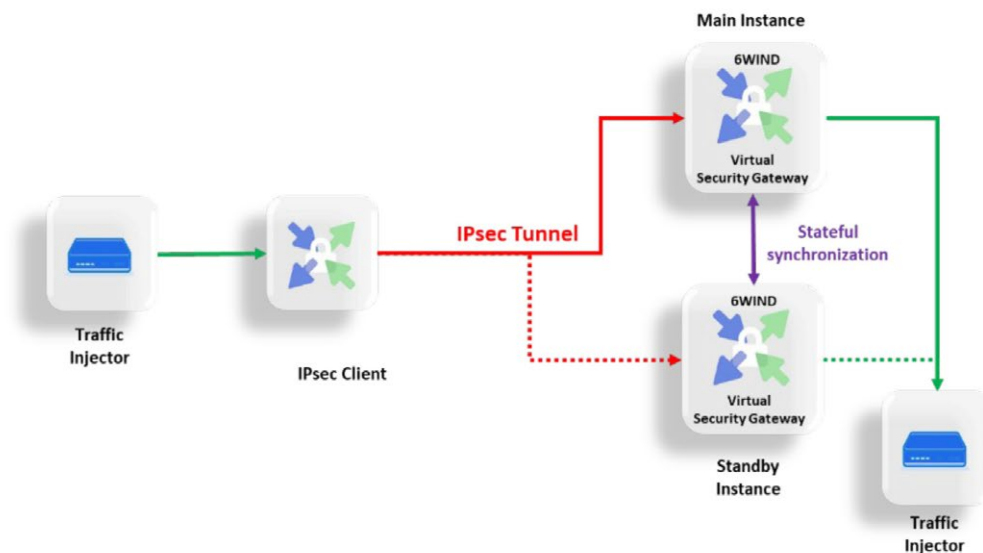 Main Instance
6WIND
Virtual
Security Gateway
IPsec Tunnel
Stateful
synchronization
Traffic
Injector
IPsec Client
6WIND
Virtual
Security Gateway
Standby
Instance
Traffic
Injector